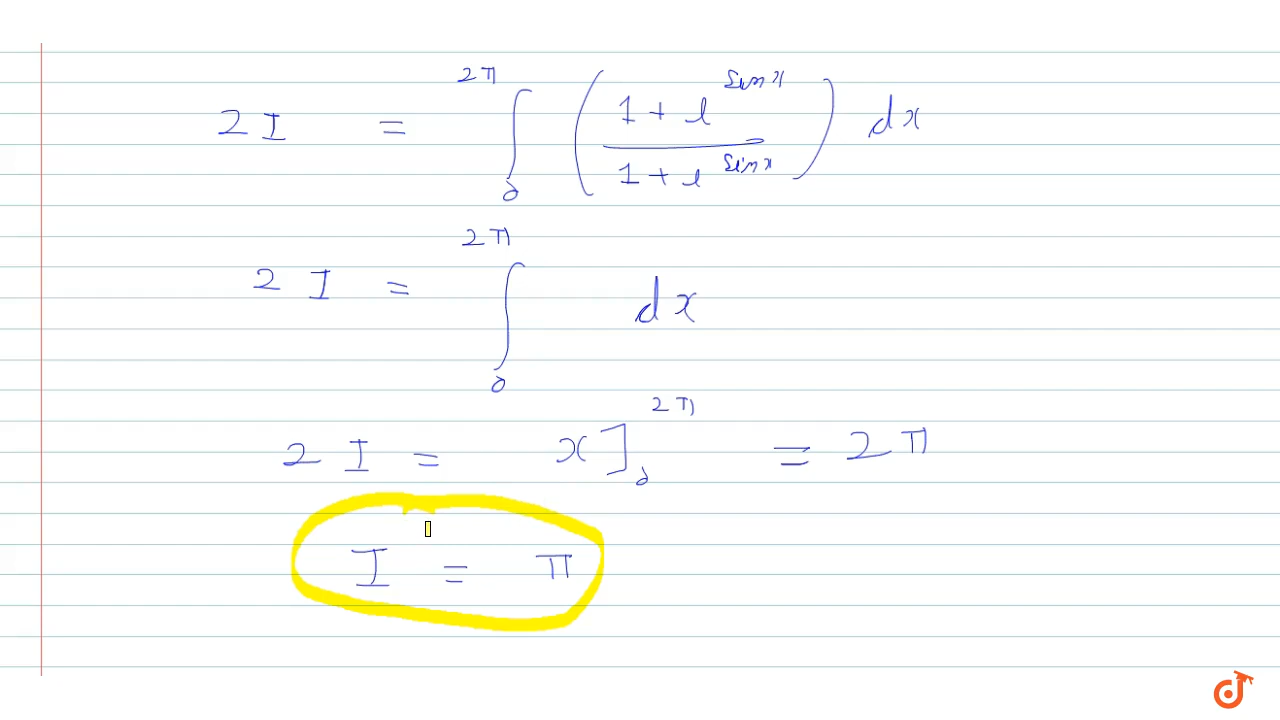 2I = ∫₀^{2π} ( (1 + e^{sin x}) / (1 + e^{sin x}) ) dx
2I = ∫₀^{2π} dx
2I = x]₀^{2π} = 2π
I = π